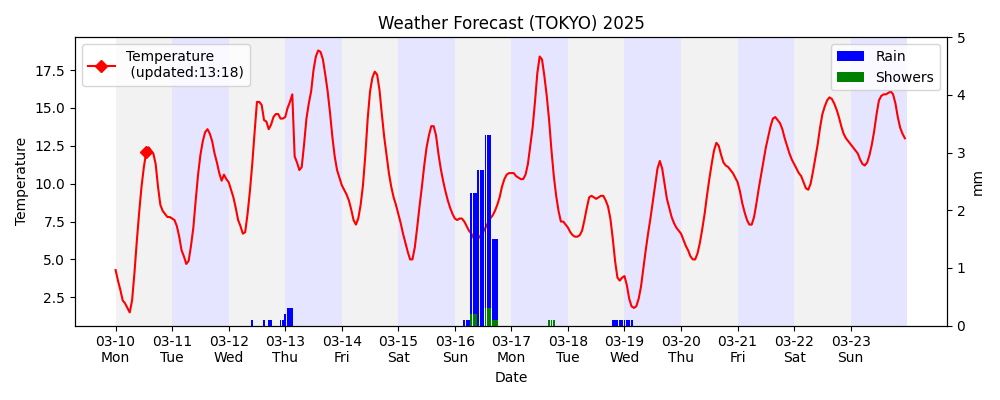 Weather Forecast (TOKYO) 2025
Temperature
(updated:13:18)
Rain
Showers
Temperature
17.5
15.0
12.5
10.0
7.5
5.0
2.5
5
4
3
2
1
0
mm
03-10 03-11 03-12 03-13 03-14 03-15 03-16 03-17 03-18 03-19 03-20 03-21 03-22 03-23
Mon Tue Wed Thu Fri Sat Sun Mon Tue Wed Thu Fri Sat Sun
Date